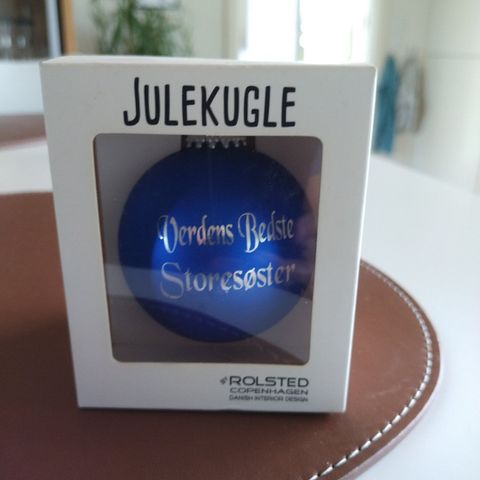 JULEKUGLE
Verdens Bedste
Storesøster
ROLSTED
COPENHAGEN
DANISH INTERIOR DESIGN